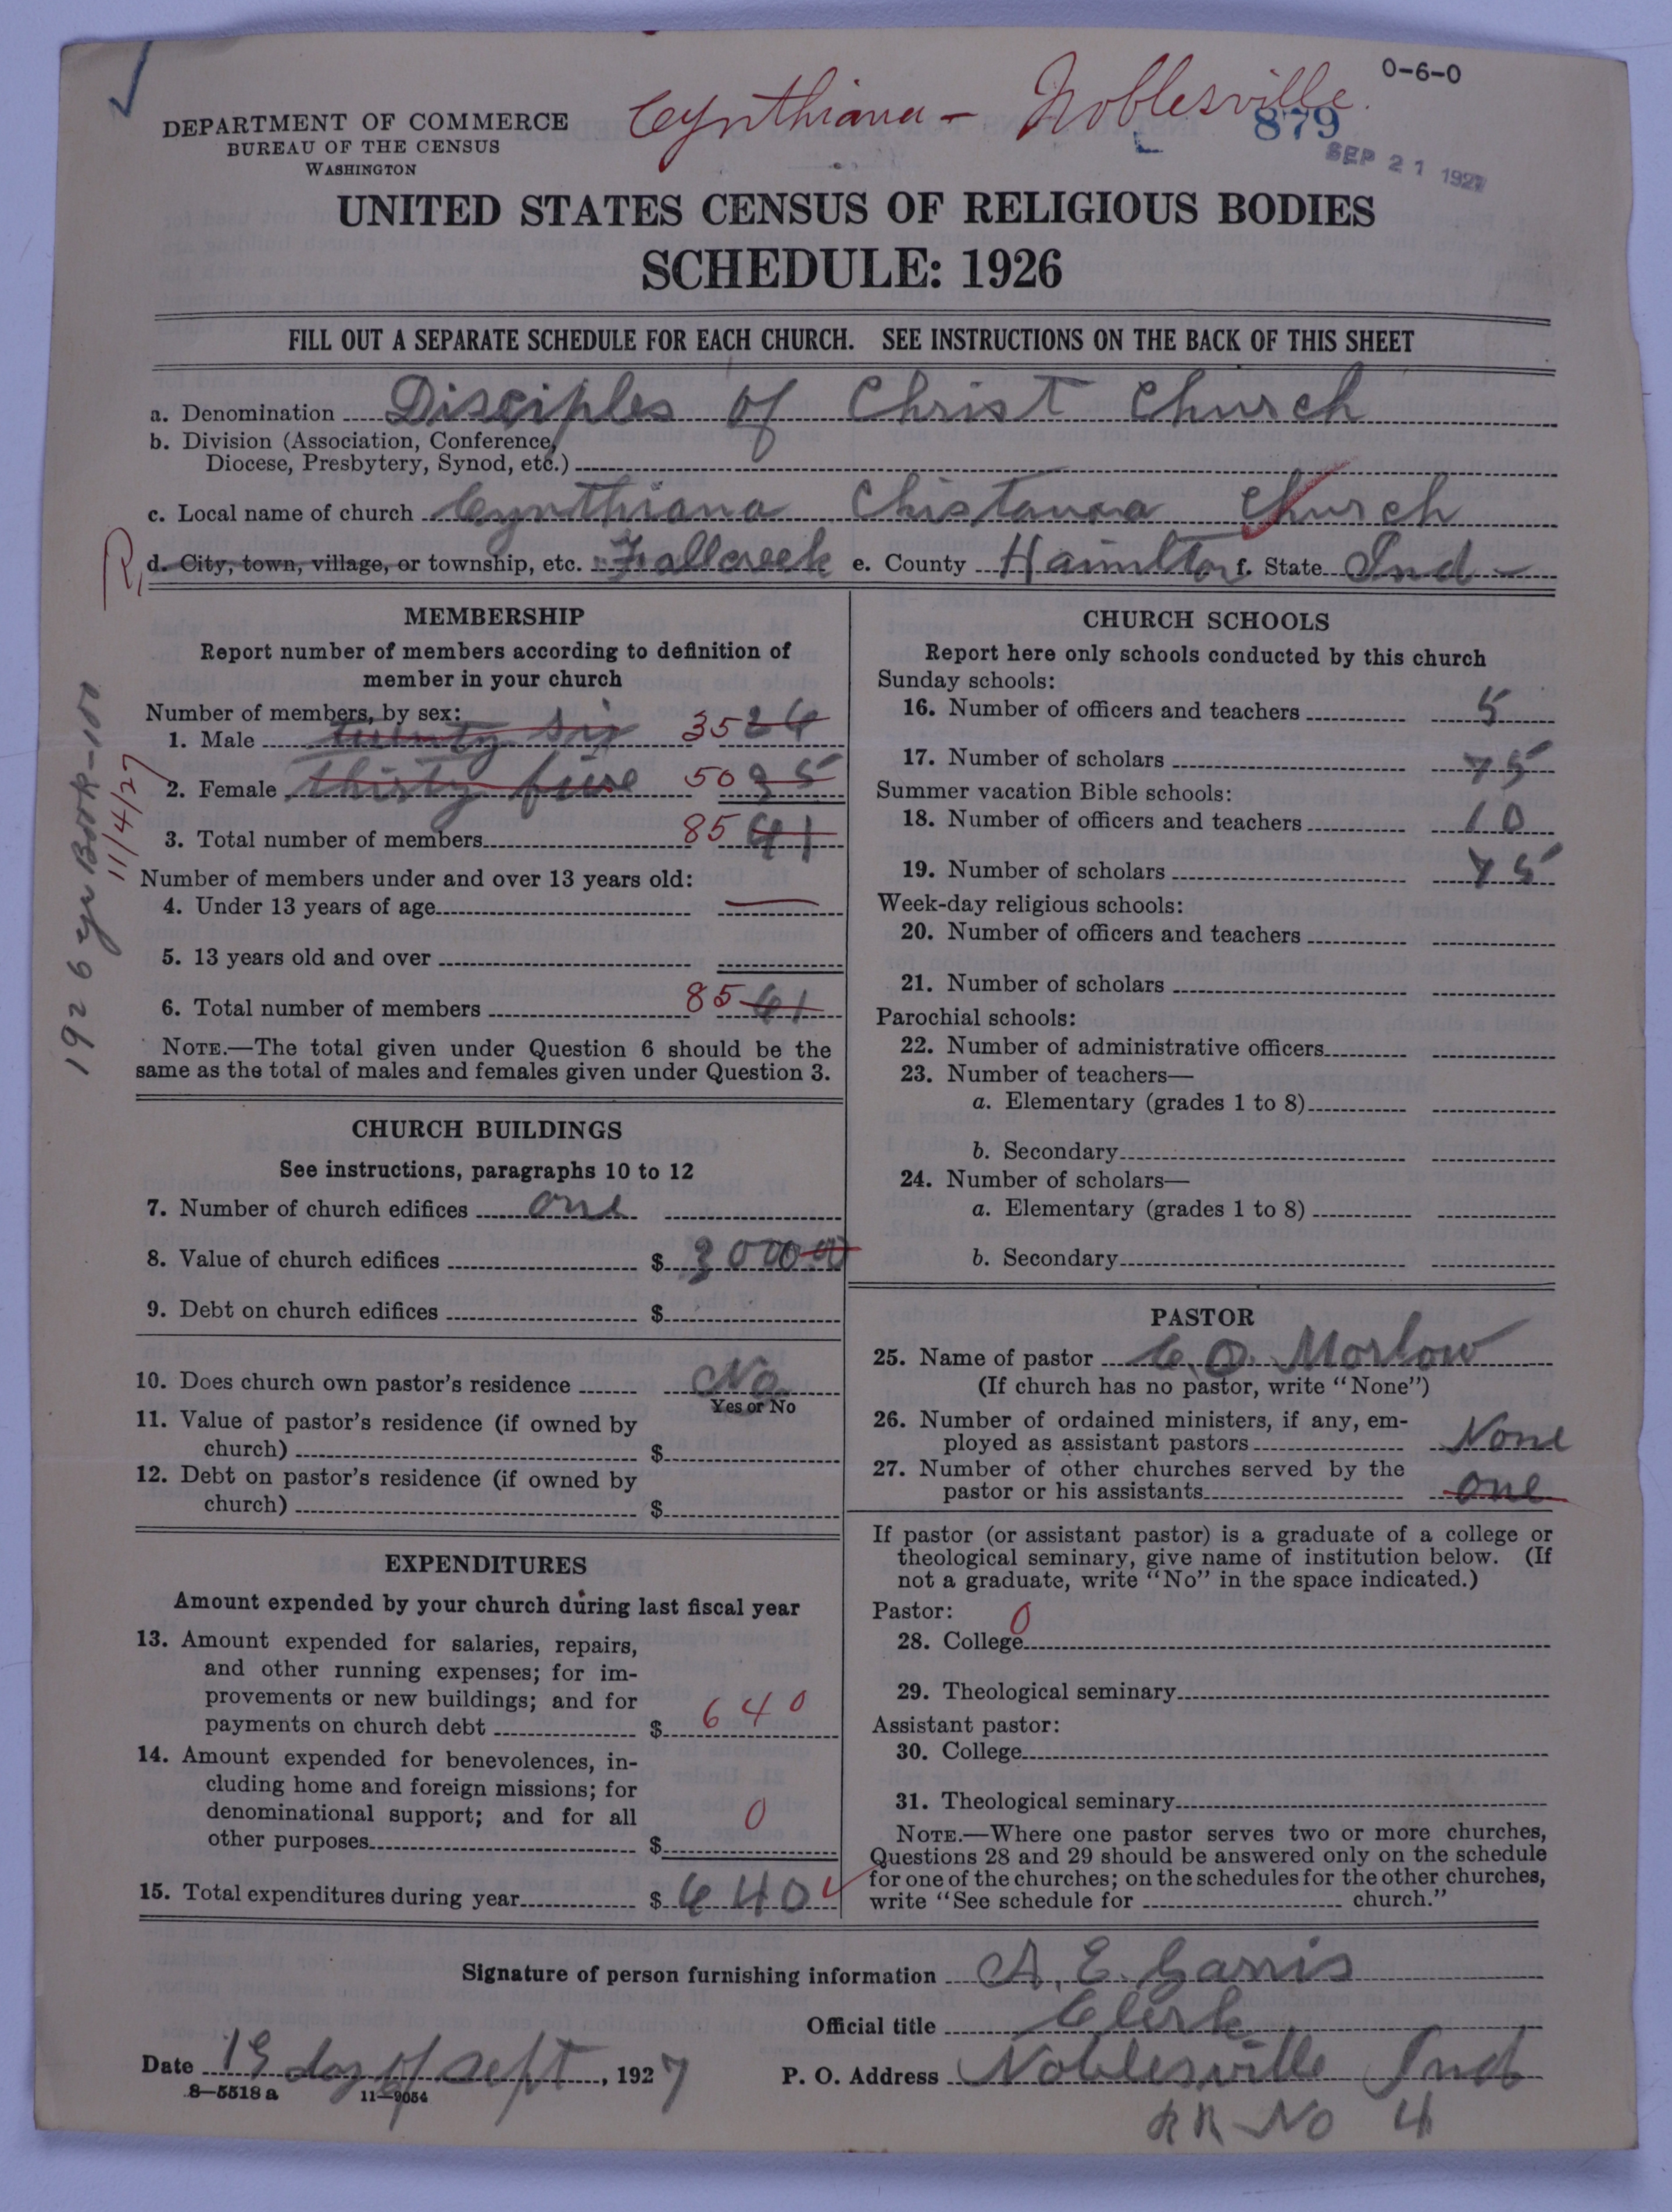 0-6-0
Cynthiana - Noblesville.
879
SEP 21 1927
DEPARTMENT OF COMMERCE
BUREAU OF THE CENSUS
WASHINGTON
UNITED STATES CENSUS OF RELIGIOUS BODIES
SCHEDULE: 1926
FILL OUT A SEPARATE SCHEDULE FOR EACH CHURCH. SEE INSTRUCTIONS ON THE BACK OF THIS SHEET
a. Denomination Disciples of Christ Church
b. Division (Association, Conference,
Diocese, Presbytery, Synod, etc.)
c. Local name of church Cynthiana Church
R, d. City, town, village, or township, etc. Fallcreek e. County Hamilton f. State Ind -
1926 yr Book-100
11/4/27
MEMBERSHIP
Report number of members according to definition of
member in your church
Number of members, by sex:
1. Male twenty six 35 26
2. Female thirty five 50 35
3. Total number of members 85 61
Number of members under and over 13 years old:
4. Under 13 years of age
5. 13 years old and over
6. Total number of members 85 61
NOTE.—The total given under Question 6 should be the
same as the total of males and females given under Question 3.
CHURCH BUILDINGS
See instructions, paragraphs 10 to 12
7. Number of church edifices one
8. Value of church edifices $ 3000 00
9. Debt on church edifices $
10. Does church own pastor's residence No
Yes or No
11. Value of pastor's residence (if owned by
church) $
12. Debt on pastor's residence (if owned by
church) $
EXPENDITURES
Amount expended by your church during last fiscal year
13. Amount expended for salaries, repairs,
and other running expenses; for im-
provements or new buildings; and for
payments on church debt $ 640
14. Amount expended for benevolences, in-
cluding home and foreign missions; for
denominational support; and for all
other purposes $ 0
15. Total expenditures during year $ 640
CHURCH SCHOOLS
Report here only schools conducted by this church
Sunday schools:
16. Number of officers and teachers 5
17. Number of scholars 75
Summer vacation Bible schools:
18. Number of officers and teachers 10
19. Number of scholars 75
Week-day religious schools:
20. Number of officers and teachers
21. Number of scholars
Parochial schools:
22. Number of administrative officers
23. Number of teachers—
a. Elementary (grades 1 to 8)
b. Secondary
24. Number of scholars—
a. Elementary (grades 1 to 8)
b. Secondary
PASTOR
25. Name of pastor C. O. Morlow
(If church has no pastor, write "None")
26. Number of ordained ministers, if any, em-
ployed as assistant pastors None
27. Number of other churches served by the
pastor or his assistants one
If pastor (or assistant pastor) is a graduate of a college or
theological seminary, give name of institution below. (If
not a graduate, write "No" in the space indicated.)
Pastor: 0
28. College
29. Theological seminary
Assistant pastor:
30. College
31. Theological seminary
NOTE.—Where one pastor serves two or more churches,
Questions 28 and 29 should be answered only on the schedule
for one of the churches; on the schedules for the other churches,
write "See schedule for church."
Signature of person furnishing information A. E. Garris
Official title Clerk
Date 19 day of Sept, 1927 P. O. Address Noblesville Ind
8-5518 a 11-9054
RR No 4